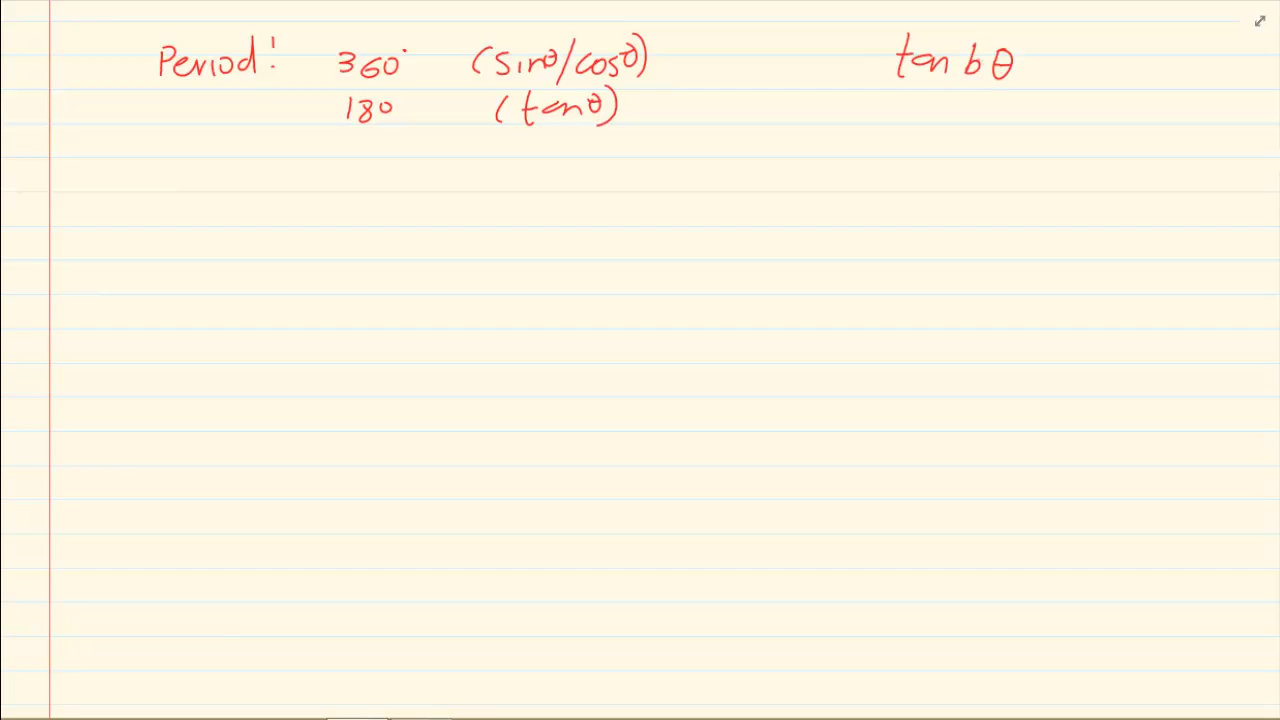 Period: 360° (sinθ/cosθ) tan bθ
180 (tanθ)